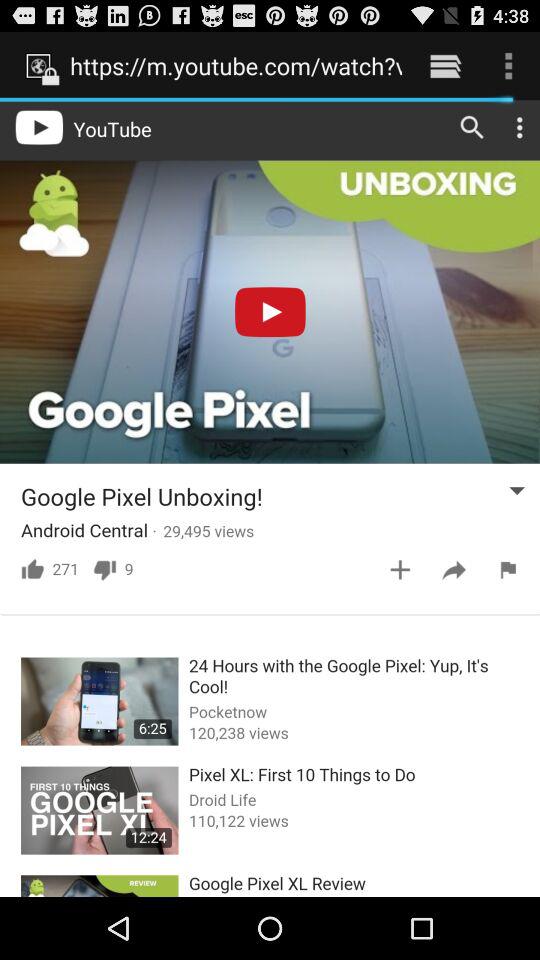 esc 4:38
https://m.youtube.com/watch?v
YouTube
UNBOXING
G
Google Pixel
Google Pixel Unboxing!
Android Central · 29,495 views
271 9
24 Hours with the Google Pixel: Yup, It's
Cool!
Pocketnow
120,238 views
6:25
Pixel XL: First 10 Things to Do
Droid Life
110,122 views
FIRST 10 THINGS
GOOGLE
PIXEL XL
12:24
Google Pixel XL Review
REVIEW